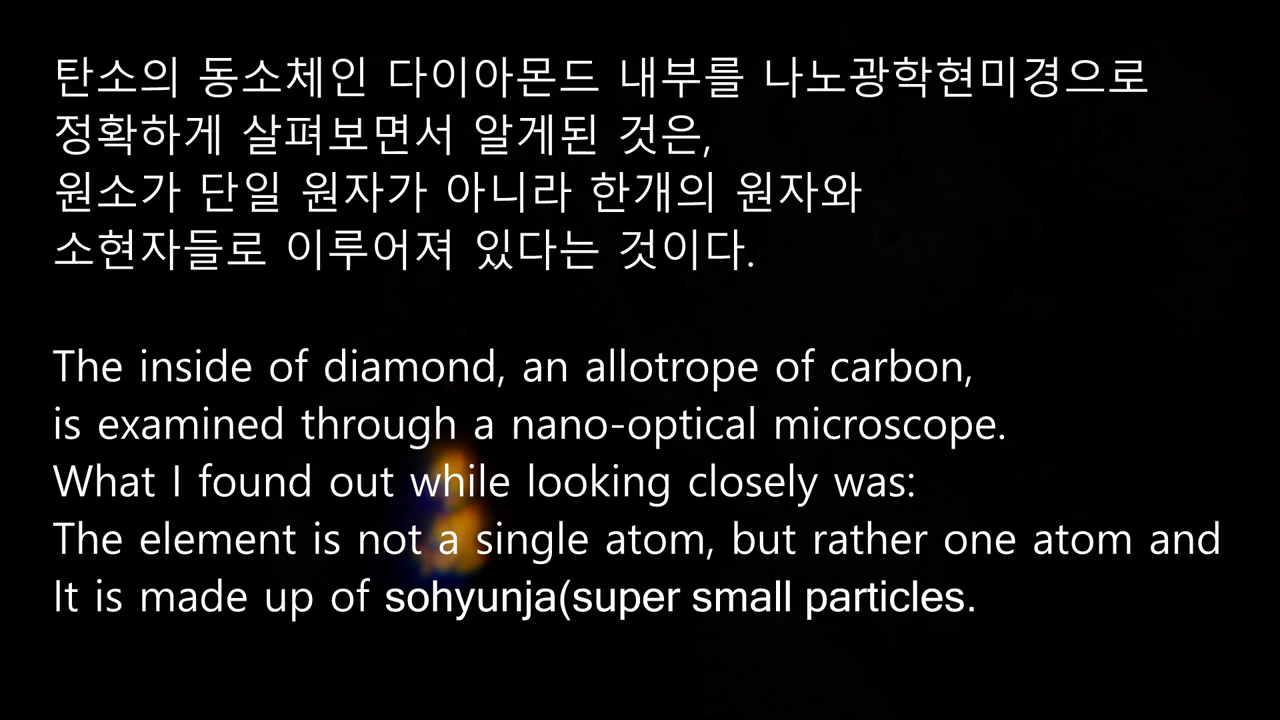 탄소의 동소체인 다이아몬드 내부를 나노광학현미경으로
정확하게 살펴보면서 알게된 것은,
원소가 단일 원자가 아니라 한개의 원자와
소현자들로 이루어져 있다는 것이다.
The inside of diamond, an allotrope of carbon,
is examined through a nano-optical microscope.
What I found out while looking closely was:
The element is not a single atom, but rather one atom and
It is made up of sohyunja(super small particles.